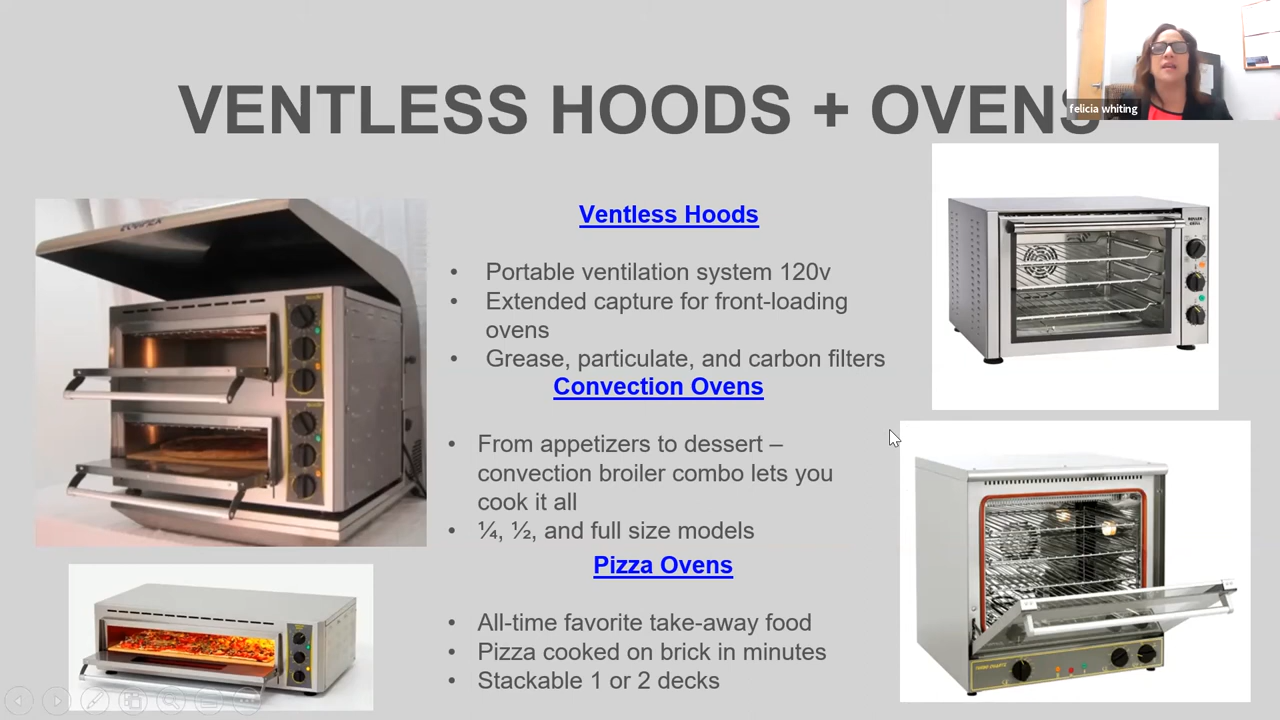 felicia whiting
VENTLESS HOODS + OVENS
Ventless Hoods
• Portable ventilation system 120v
• Extended capture for front-loading
ovens
• Grease, particulate, and carbon filters
Convection Ovens
• From appetizers to dessert –
convection broiler combo lets you
cook it all
• ¼, ½, and full size models
Pizza Ovens
• All-time favorite take-away food
• Pizza cooked on brick in minutes
• Stackable 1 or 2 decks